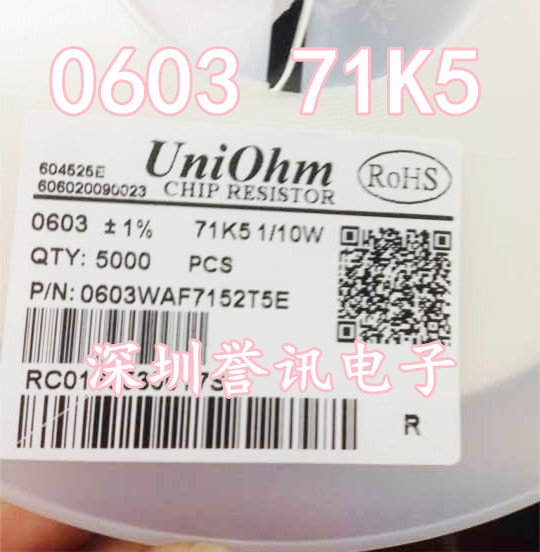 0603 71K5
604525E
606020090023
UniOhm
CHIP RESISTOR
RoHS
0603 ±1% 71K5 1/10W
QTY: 5000 PCS
P/N: 0603WAF7152T5E
深圳誉讯电子
R